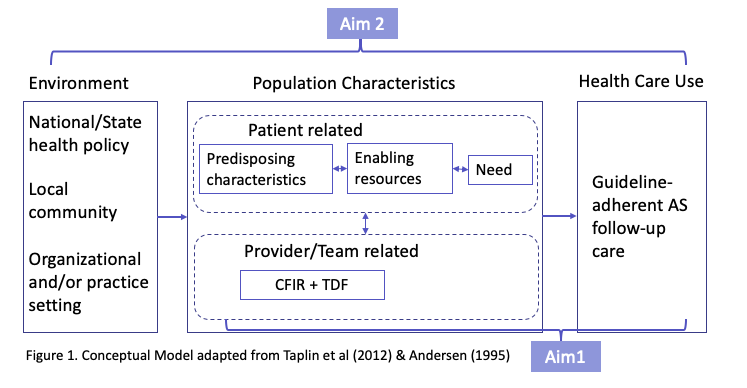 Aim 2
Environment
Population Characteristics
Health Care Use
National/State
health policy
Local
community
Organizational
and/or practice
setting
Patient related
Predisposing
characteristics
Enabling
resources
Need
Provider/Team related
CFIR + TDF
Guideline-
adherent AS
follow-up
care
Figure 1. Conceptual Model adapted from Taplin et al (2012) & Andersen (1995)
Aim1